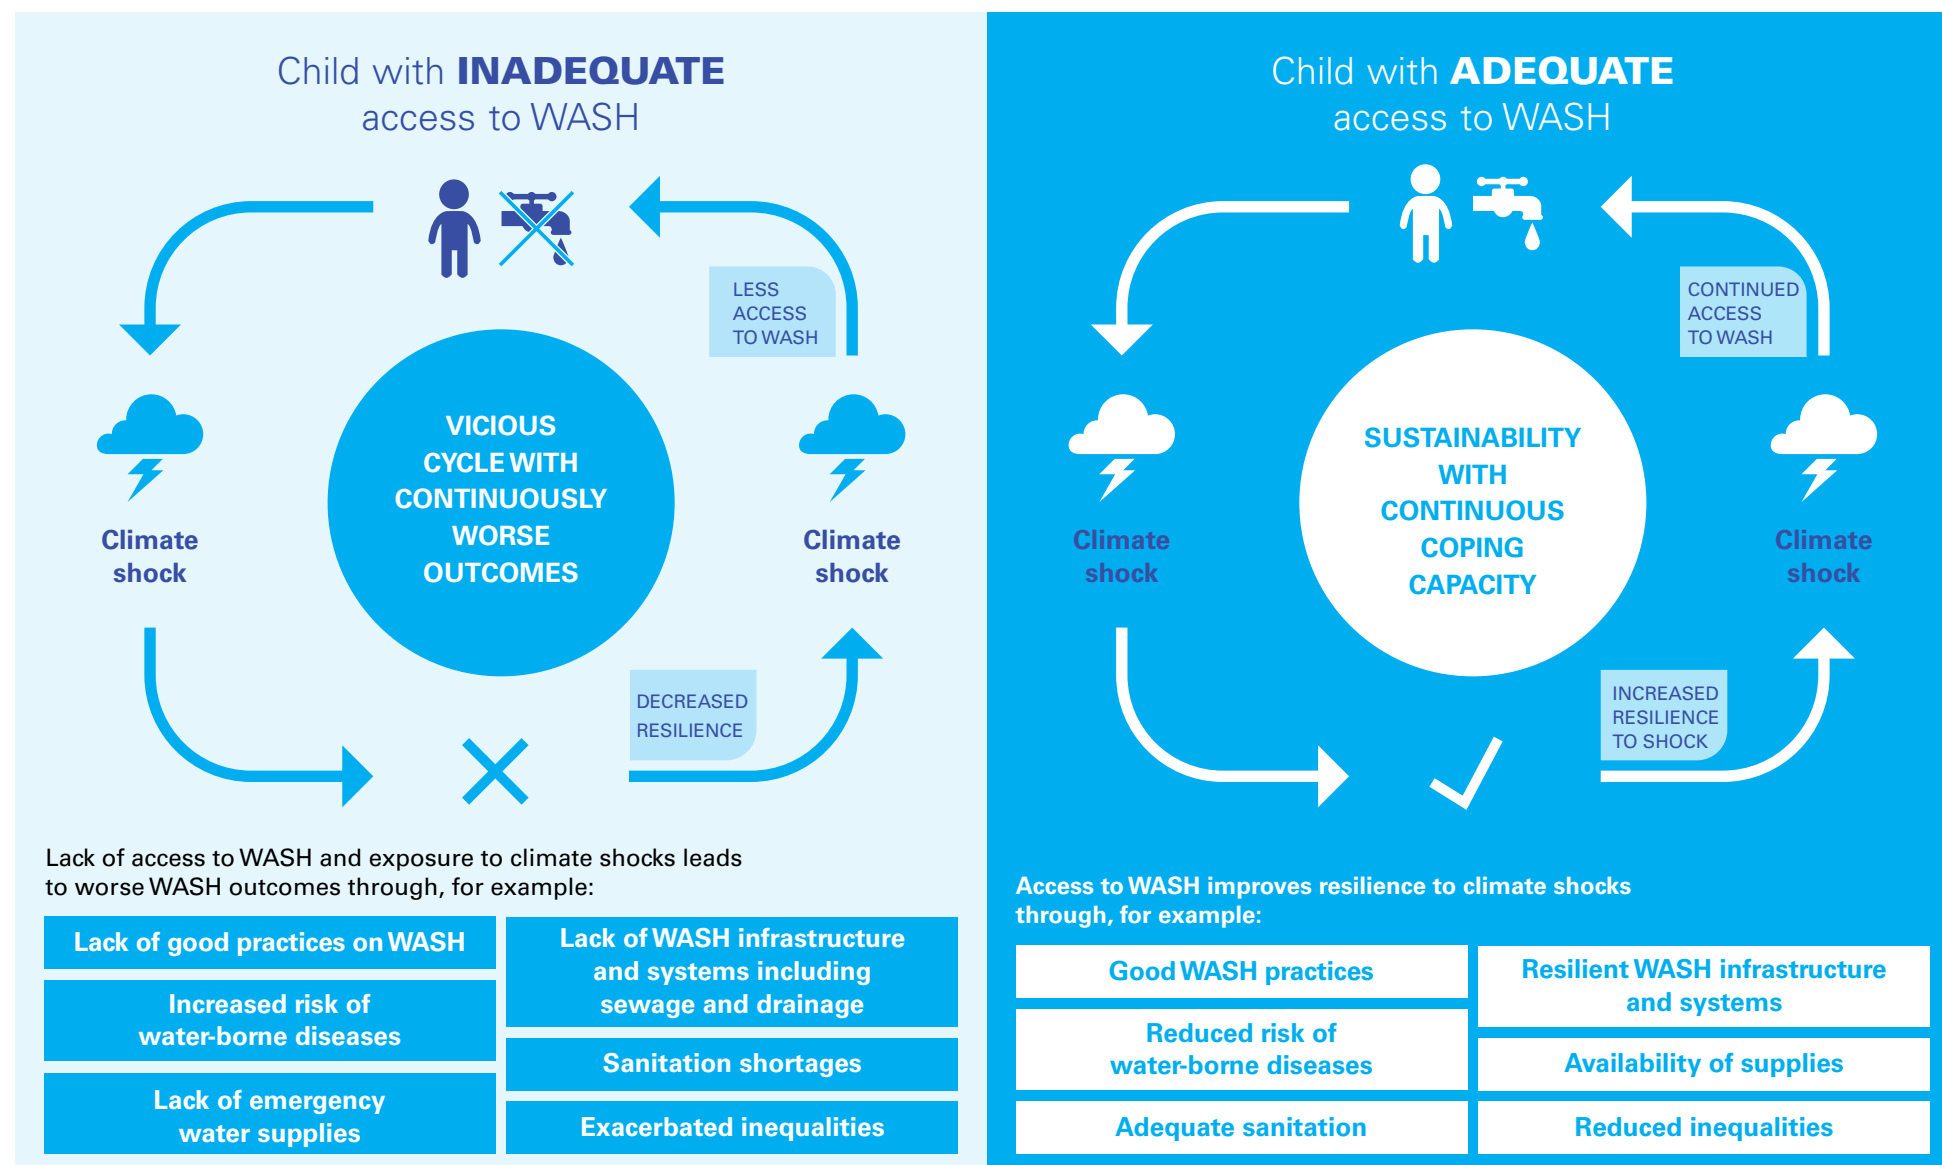 Child with INADEQUATE
access to WASH
LESS
ACCESS
TO WASH
Climate
shock
VICIOUS
CYCLE WITH
CONTINUOUSLY
WORSE
OUTCOMES
Climate
shock
DECREASED
RESILIENCE
Lack of access to WASH and exposure to climate shocks leads
to worse WASH outcomes through, for example:
Lack of good practices on WASH
Increased risk of
water-borne diseases
Lack of emergency
water supplies
Lack of WASH infrastructure
and systems including
sewage and drainage
Sanitation shortages
Exacerbated inequalities
Child with ADEQUATE
access to WASH
CONTINUED
ACCESS
TO WASH
Climate
shock
SUSTAINABILITY
WITH
CONTINUOUS
COPING
CAPACITY
Climate
shock
INCREASED
RESILIENCE
TO SHOCK
Access to WASH improves resilience to climate shocks
through, for example:
Good WASH practices
Reduced risk of
water-borne diseases
Adequate sanitation
Resilient WASH infrastructure
and systems
Availability of supplies
Reduced inequalities